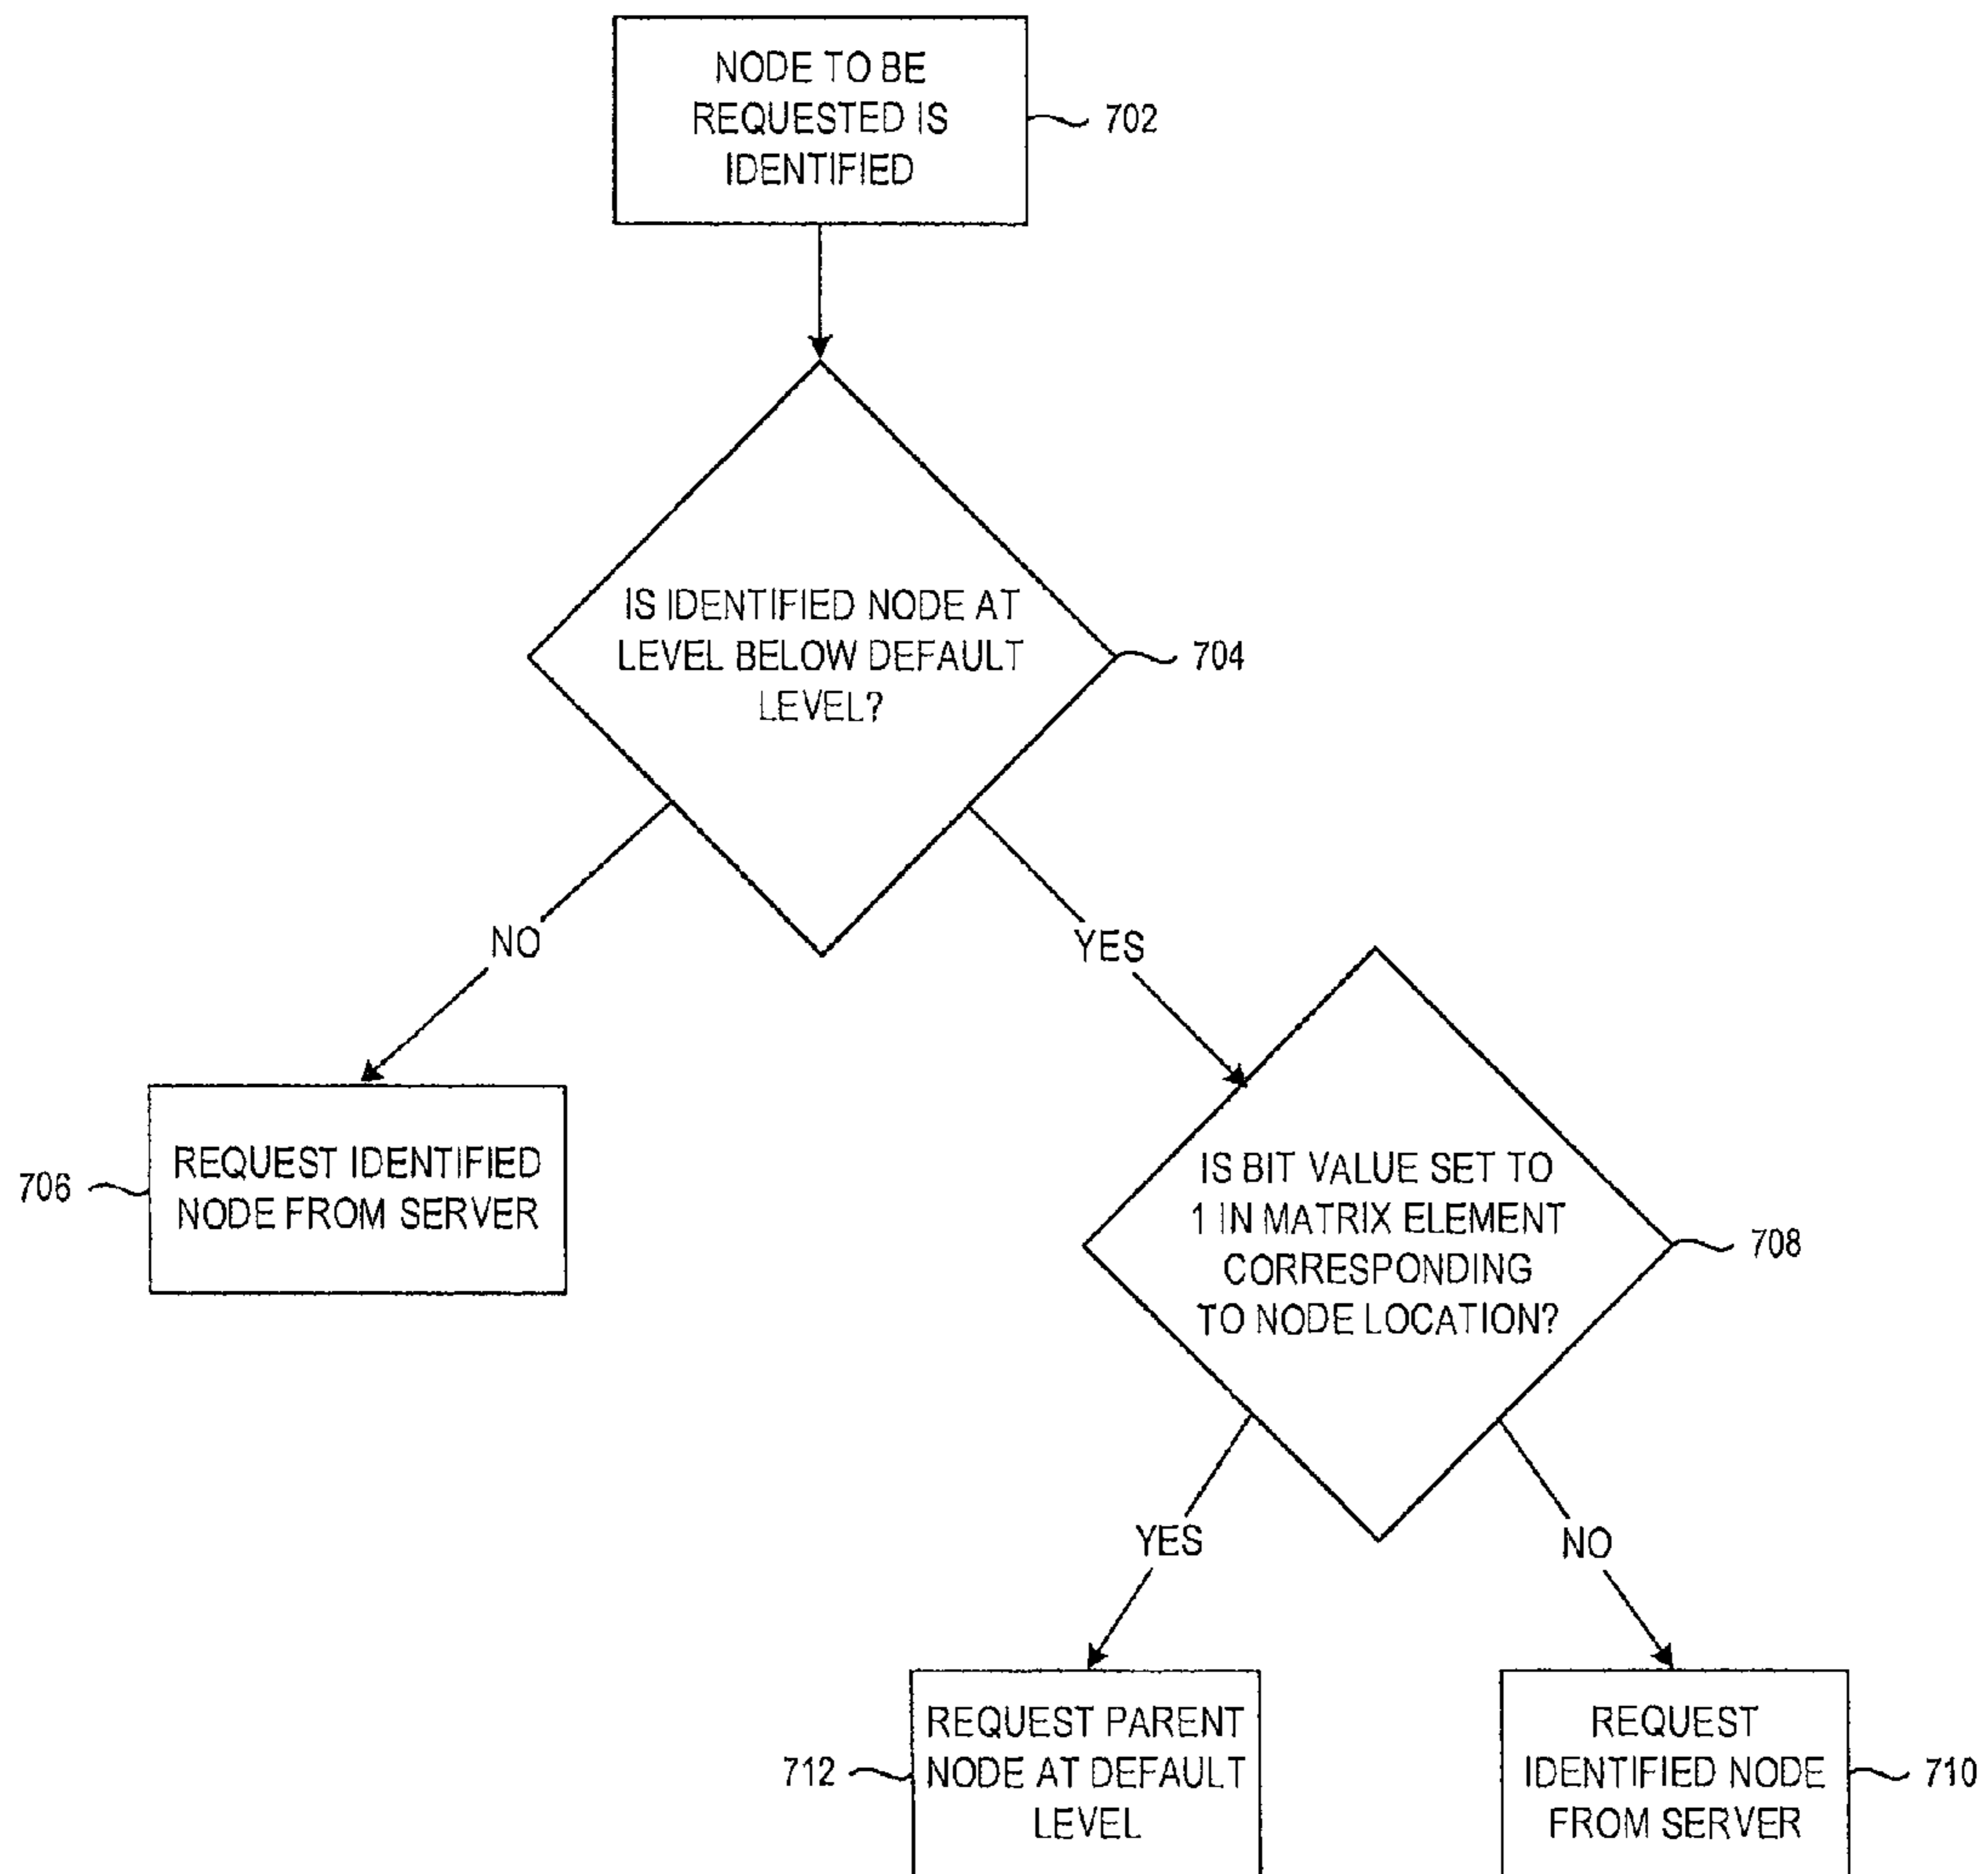 NODE TO BE
REQUESTED IS
IDENTIFIED
702
IS IDENTIFIED NODE AT
LEVEL BELOW DEFAULT
LEVEL?
704
NO
YES
REQUEST IDENTIFIED
NODE FROM SERVER
706
IS BIT VALUE SET TO
1 IN MATRIX ELEMENT
CORRESPONDING
TO NODE LOCATION?
708
YES
NO
REQUEST PARENT
NODE AT DEFAULT
LEVEL
712
REQUEST
IDENTIFIED NODE
FROM SERVER
710